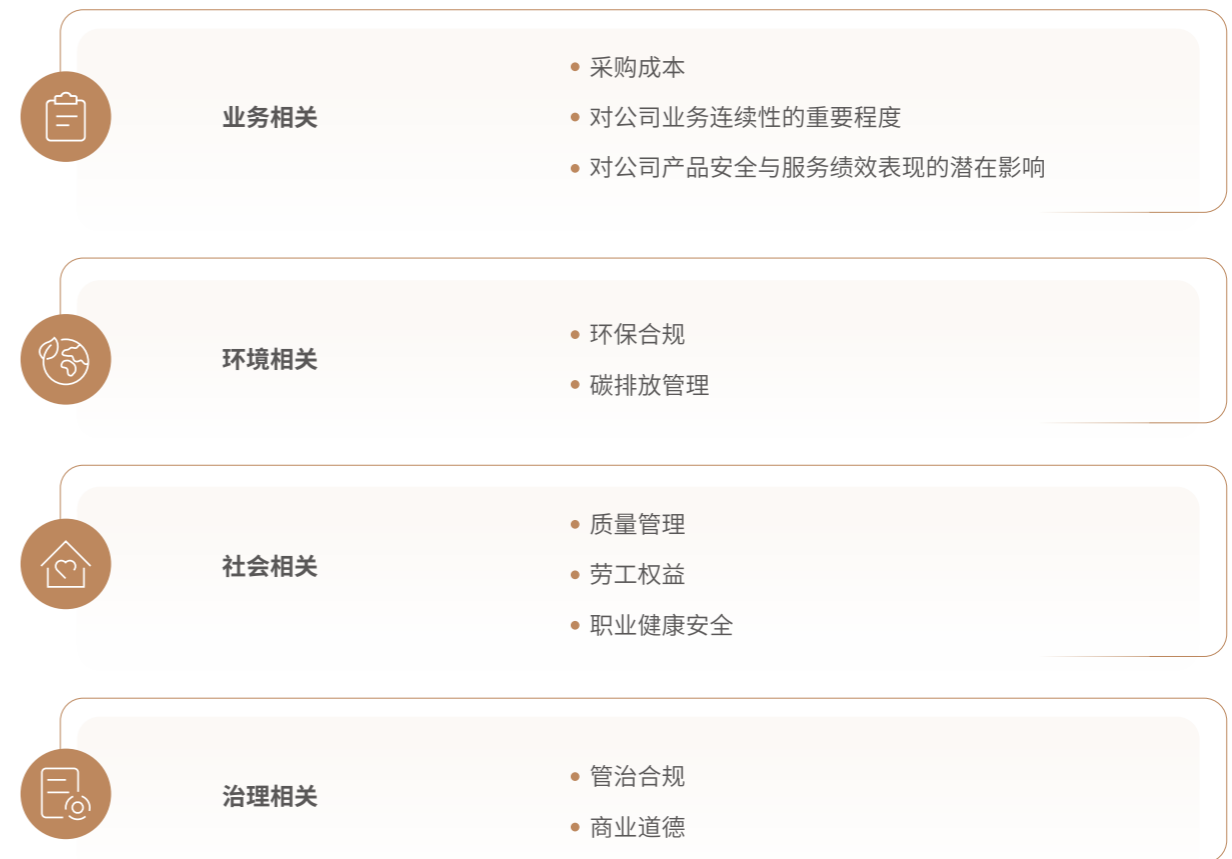 业务相关
采购成本
对公司业务连续性的重要程度
对公司产品安全与服务绩效表现的潜在影响
环境相关
环保合规
碳排放管理
社会相关
质量管理
劳工权益
职业健康安全
治理相关
管治合规
商业道德